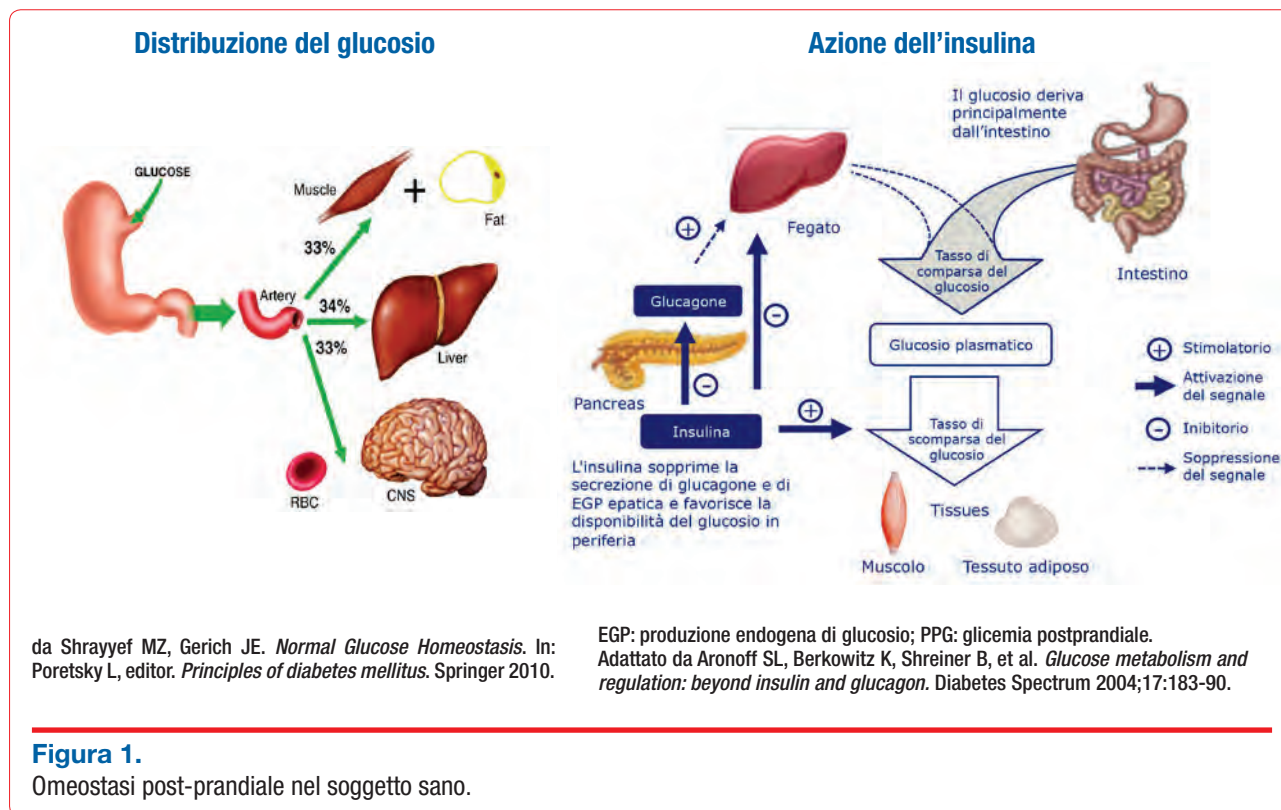 Distribuzione del glucosio
GLUCOSE
Muscle
+
Fat
33%
Artery
34%
33%
Liver
RBC
CNS
da Shrayyef MZ, Gerich JE. Normal Glucose Homeostasis. In:
Poretsky L, editor. Principles of diabetes mellitus. Springer 2010.
Azione dell’insulina
Il glucosio deriva
principalmente
dall'intestino
+
Fegato
Intestino
Tasso di
comparsa del
glucosio
Glucagone
−
Glucosio plasmatico
Pancreas
−
Insulina
+
Tasso di
scomparsa del
glucosio
+ Stimolatorio
Attivazione
del segnale
− Inibitorio
Soppressione
del segnale
L'insulina sopprime la
secrezione di glucagone e di
EGP epatica e favorisce la
disponibilità del glucosio in
periferia
Tissues
Muscolo
Tessuto adiposo
EGP: produzione endogena di glucosio; PPG: glicemia postprandiale.
Adattato da Aronoff SL, Berkowitz K, Shreiner B, et al. Glucose metabolism and
regulation: beyond insulin and glucagon. Diabetes Spectrum 2004;17:183-90.
Figura 1.
Omeostasi post-prandiale nel soggetto sano.